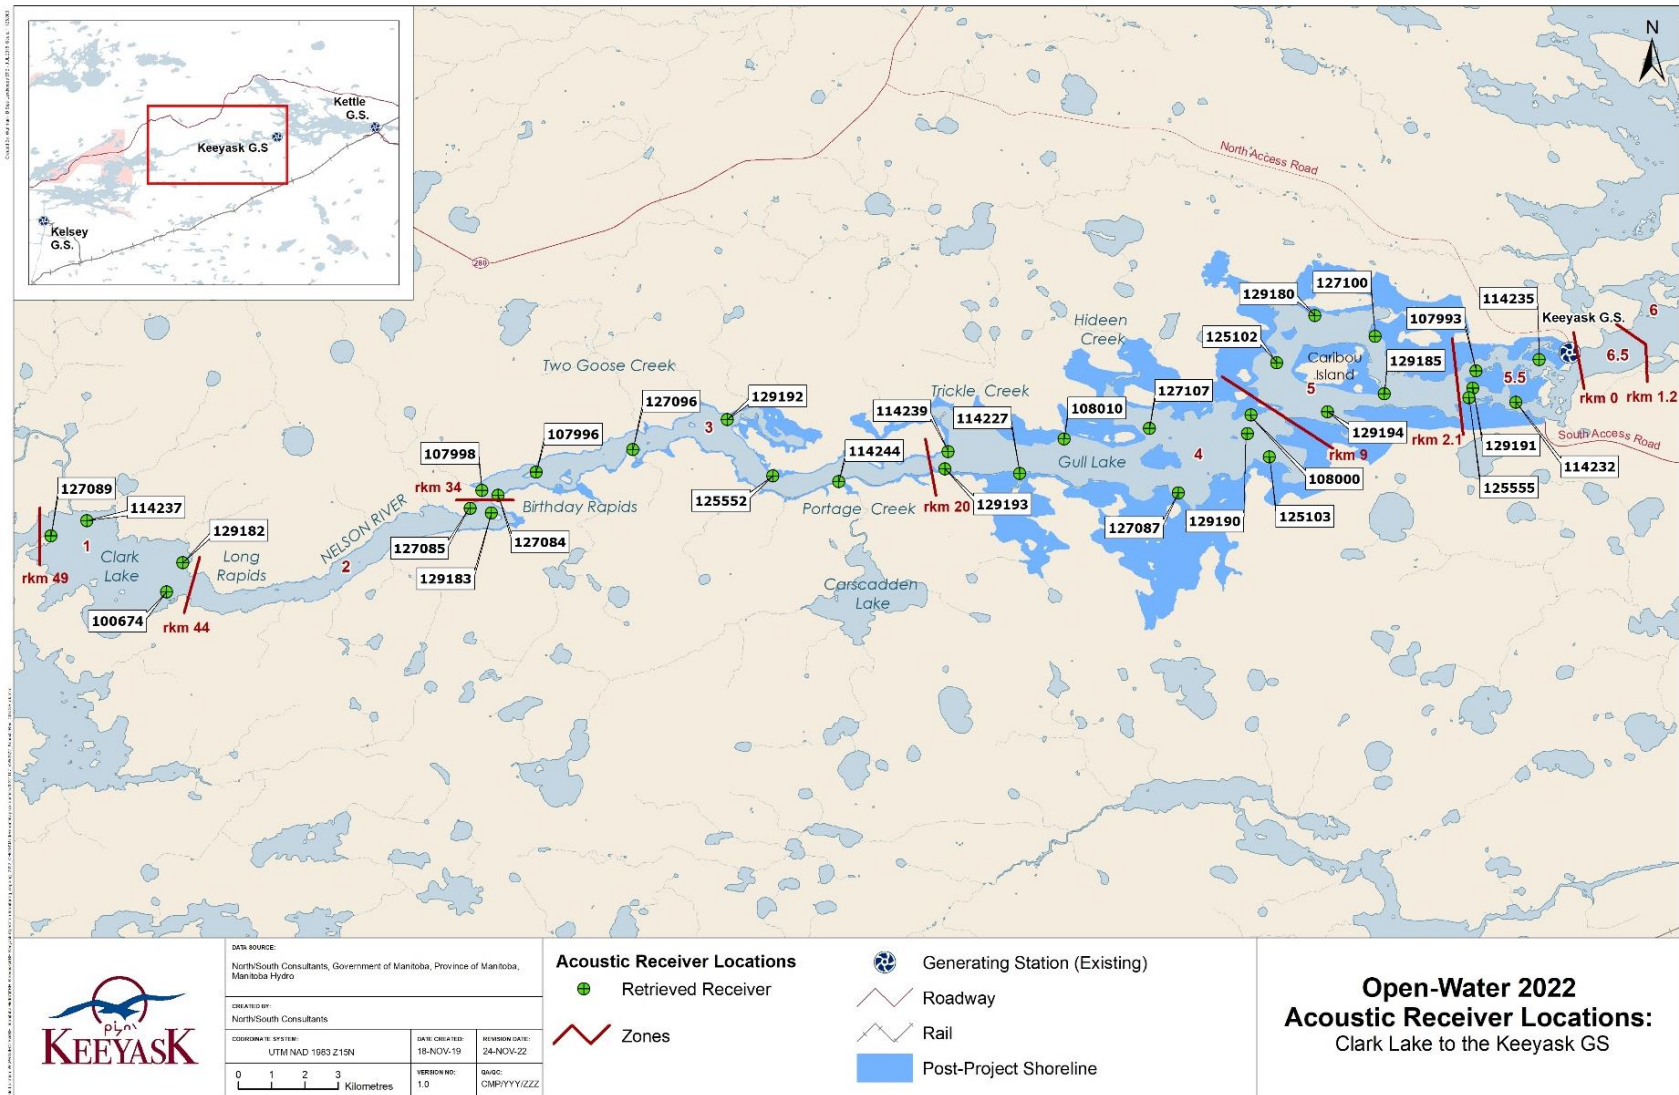 N
Kettle
G.S.
Keeyask G.S
Kelsey
G.S.
280
North Access Road
127100
129180
114235
107993
Keeyask G.S.
6
Hideen
Creek
125102
Caribou
Island
129185
6.5
Two Goose Creek
Trickle Creek
5
5.5
rkm 0
rkm 1.2
127096
129192
114239
114227
108010
127107
3
107996
129194
rkm 2.1
South Access Road
107998
114244
Gull Lake
4
rkm 9
129191
114232
127089
rkm 34
108000
125555
114237
Birthday Rapids
125552
rkm 20
129193
Portage Creek
127087
129190
125103
129182
NELSON RIVER
127085
127084
1
Clark
Lake
Long
Rapids
2
129183
rkm 49
Carscadden
Lake
100674
rkm 44
KEEYASK
DATA SOURCE:
North/South Consultants, Government of Manitoba, Province of Manitoba,
Manitoba Hydro
CREATED BY:
North/South Consultants
COORDINATE SYSTEM:
UTM NAD 1983 Z15N
DATE CREATED:
18-NOV-19
REVISION DATE:
24-NOV-22
0 1 2 3 Kilometres
VERSION NO:
1.0
QA/QC:
CMP/YYY/ZZZ
Acoustic Receiver Locations
Retrieved Receiver
Zones
Generating Station (Existing)
Roadway
Rail
Post-Project Shoreline
Open-Water 2022
Acoustic Receiver Locations:
Clark Lake to the Keeyask GS